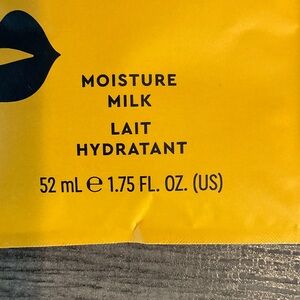 MOISTURE
MILK
LAIT
HYDRATANT
52 mL ℮ 1.75 FL. OZ. (US)